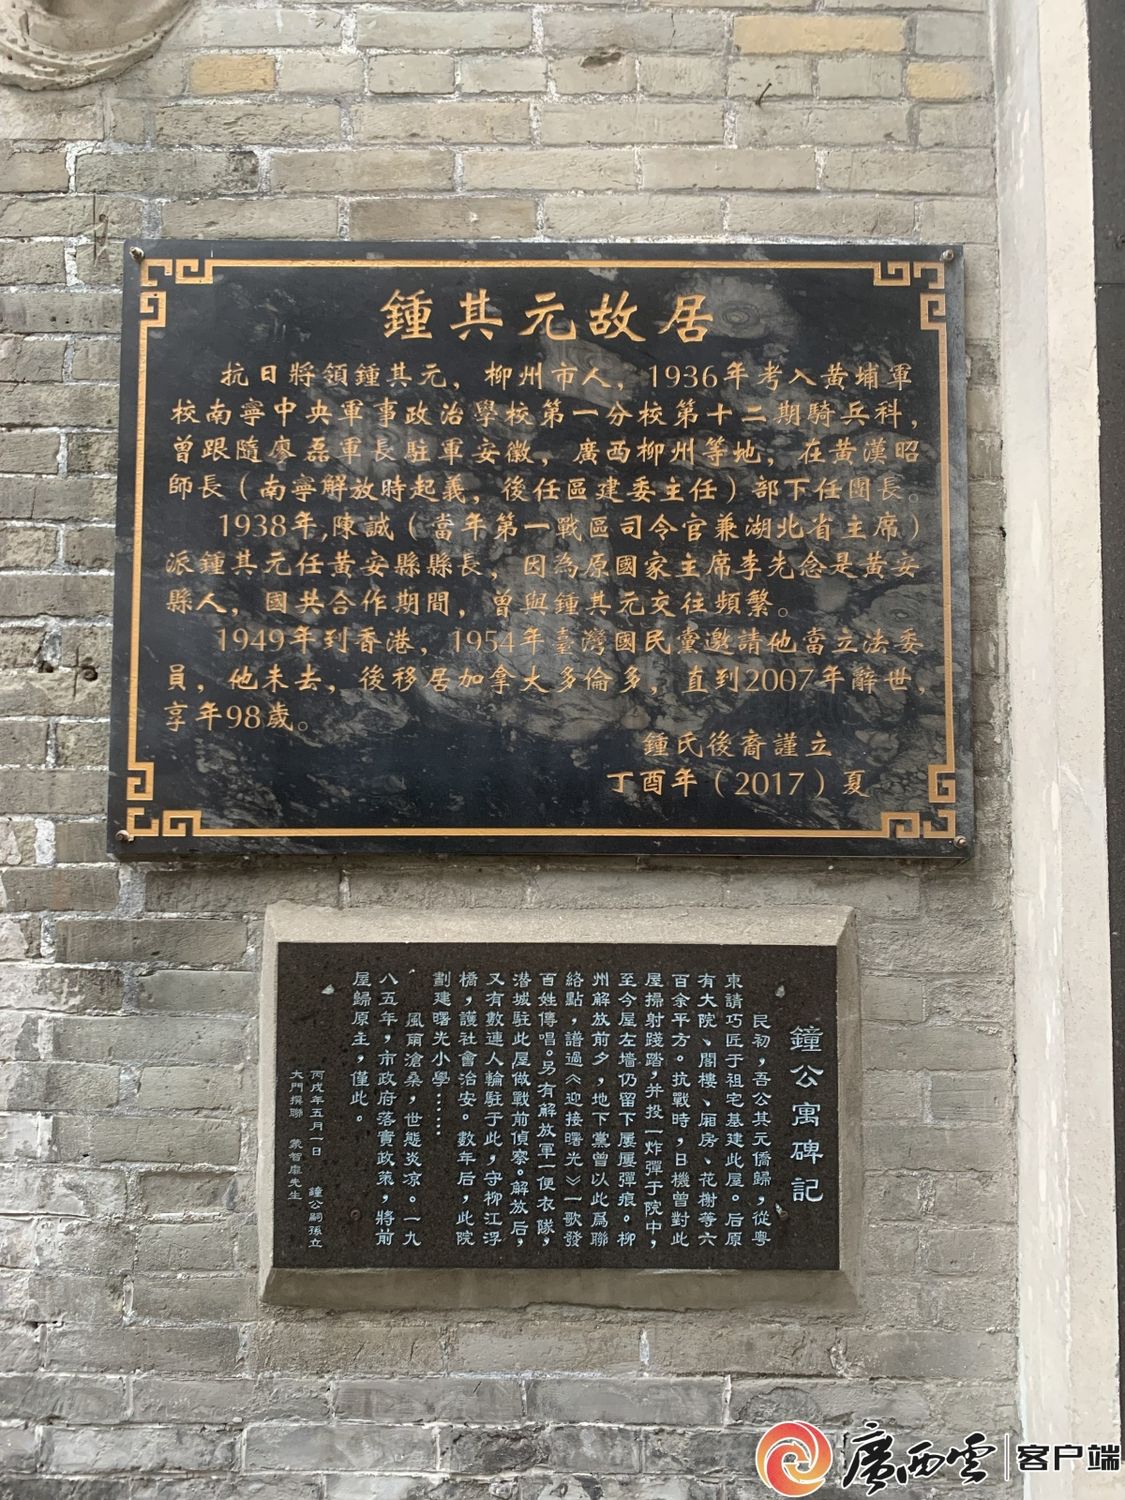 鍾其元故居
抗日將領鍾其元，柳州市人，1936年考入黃埔軍
校南寧中央軍事政治學校第一分校第十二期騎兵科，
曾跟隨廖磊軍長駐軍安徽，廣西柳州等地，在黃漢昭
師長（南寧解放時起義，後任區建委主任）部下任團長。
1938年,陳誠（當年第一戰區司令官兼湖北省主席）
派鍾其元任黃安縣縣長，因為原國家主席李先念是黃安
縣人，國共合作期間，曾與鍾其元交往頻繁。
1949年到香港，1954年臺灣國民黨邀請他當立法委
員，他未去，後移居加拿大多倫多，直到2007年辭世，
享年98歲。
鍾氏後裔謹立
丁酉年（2017）夏
鐘公寓碑記
民初，吾公其元僑歸，從粵
東請巧匠于祖宅基建此屋。后原
有大院、閣樓、厢房、花榭等六
百余平方。抗戰時，日機曾對此
屋掃射踐踏，并投一炸彈于院中，
至今屋左墻仍留下屢屢彈痕。柳
州解放前夕，地下黨曾以此爲聯
絡點，譜過《迎接曙光》一歌發
百姓傳唱。另有解放軍一便衣隊，
潜城駐此屋做戰前偵察。解放后，
又有數連人輪駐于此，守柳江浮
橋，護社會治安。數年后，此院
劃建曙光小學……
風雨滄桑，世態炎凉。一九
八五年，市政府落實政策，將前
屋歸原主，僅此。
丙戌年五月一日 鐘公嗣孫立
大門撰聯 蒙智扉先生
廣西雲
客户端